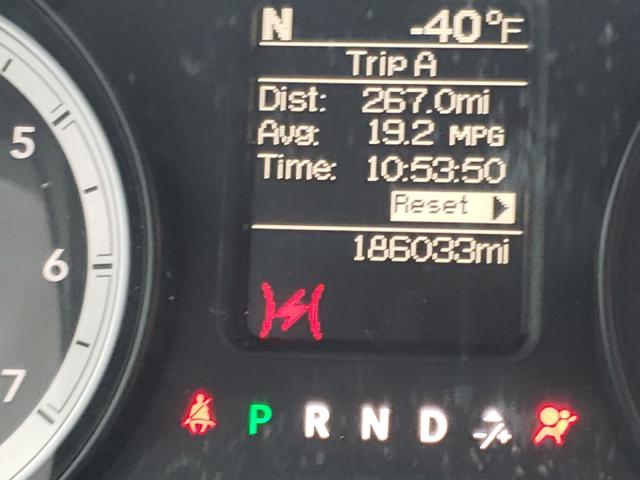 N -40°F
Trip A
Dist: 267.0mi
Avg: 19.2 MPG
Time: 10:53:50
Reset
186033mi
5
6
7
P R N D -/+